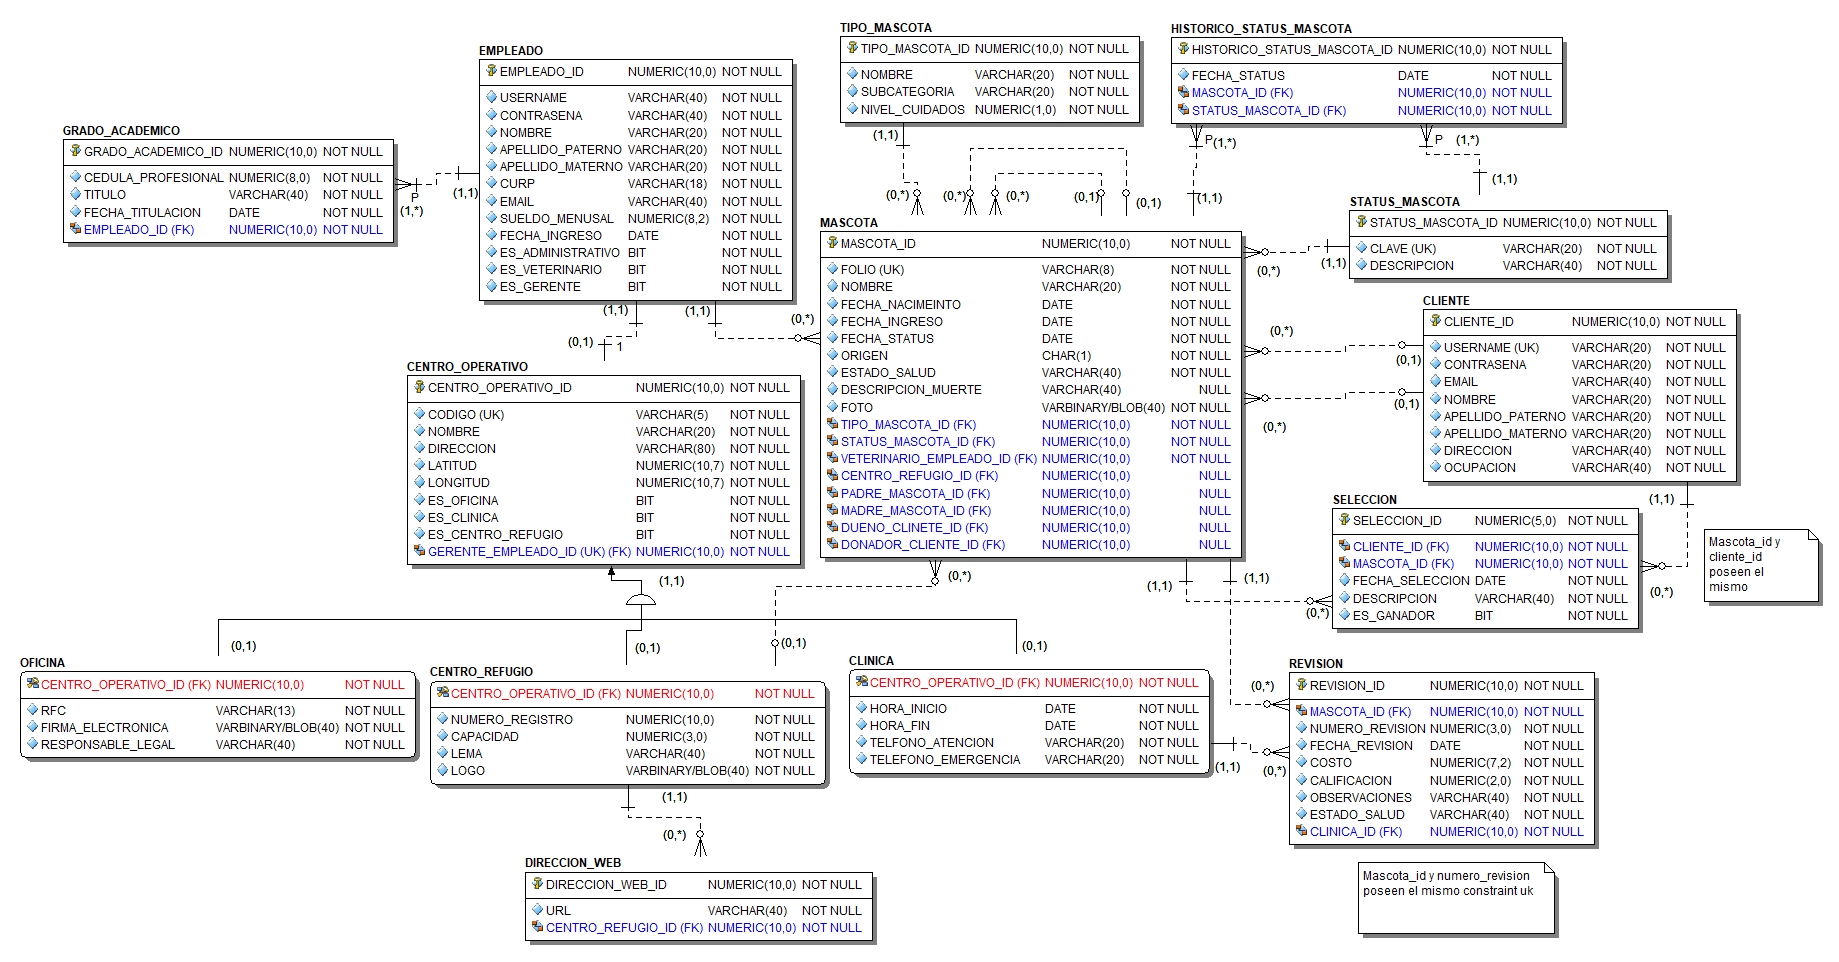 EMPLEADO
EMPLEADO_ID NUMERIC(10,0) NOT NULL
USERNAME VARCHAR(40) NOT NULL
CONTRASENA VARCHAR(40) NOT NULL
NOMBRE VARCHAR(20) NOT NULL
APELLIDO_PATERNO VARCHAR(20) NOT NULL
APELLIDO_MATERNO VARCHAR(20) NOT NULL
CURP VARCHAR(18) NOT NULL
EMAIL VARCHAR(40) NOT NULL
SUELDO_MENUSAL NUMERIC(8,2) NOT NULL
FECHA_INGRESO DATE NOT NULL
ES_ADMINISTRATIVO BIT NOT NULL
ES_VETERINARIO BIT NOT NULL
ES_GERENTE BIT NOT NULL
(1,1)
(1,1)
(1,1)
GRADO_ACADEMICO
GRADO_ACADEMICO_ID NUMERIC(10,0) NOT NULL
CEDULA_PROFESIONAL NUMERIC(8,0) NOT NULL
TITULO VARCHAR(40) NOT NULL
FECHA_TITULACION DATE NOT NULL
EMPLEADO_ID (FK) NUMERIC(10,0) NOT NULL
P
(1,*)
TIPO_MASCOTA
TIPO_MASCOTA_ID NUMERIC(10,0) NOT NULL
NOMBRE VARCHAR(20) NOT NULL
SUBCATEGORIA VARCHAR(20) NOT NULL
NIVEL_CUIDADOS NUMERIC(1,0) NOT NULL
(1,1)
(0,*)
(0,*)
(0,*)
(0,1)
(0,1)
HISTORICO_STATUS_MASCOTA
HISTORICO_STATUS_MASCOTA_ID NUMERIC(10,0) NOT NULL
FECHA_STATUS DATE NOT NULL
MASCOTA_ID (FK) NUMERIC(10,0) NOT NULL
STATUS_MASCOTA_ID (FK) NUMERIC(10,0) NOT NULL
P
(1,*)
P
(1,*)
(1,1)
(1,1)
STATUS_MASCOTA
STATUS_MASCOTA_ID NUMERIC(10,0) NOT NULL
CLAVE (UK) VARCHAR(20) NOT NULL
DESCRIPCION VARCHAR(40) NOT NULL
(1,1)
(0,*)
MASCOTA
MASCOTA_ID NUMERIC(10,0) NOT NULL
FOLIO (UK) VARCHAR(8) NOT NULL
NOMBRE VARCHAR(20) NOT NULL
FECHA_NACIMEINTO DATE NOT NULL
FECHA_INGRESO DATE NOT NULL
FECHA_STATUS DATE NOT NULL
ORIGEN CHAR(1) NOT NULL
ESTADO_SALUD VARCHAR(40) NOT NULL
DESCRIPCION_MUERTE VARCHAR(40) NULL
FOTO VARBINARY/BLOB(40) NOT NULL
TIPO_MASCOTA_ID (FK) NUMERIC(10,0) NOT NULL
STATUS_MASCOTA_ID (FK) NUMERIC(10,0) NOT NULL
VETERINARIO_EMPLEADO_ID (FK) NUMERIC(10,0) NOT NULL
CENTRO_REFUGIO_ID (FK) NUMERIC(10,0) NULL
PADRE_MASCOTA_ID (FK) NUMERIC(10,0) NULL
MADRE_MASCOTA_ID (FK) NUMERIC(10,0) NULL
DUENO_CLINETE_ID (FK) NUMERIC(10,0) NULL
DONADOR_CLIENTE_ID (FK) NUMERIC(10,0) NULL
(0,*)
(0,*)
(0,*)
(0,1)
(0,*)
(0,1)
(1,1)
(1,1)
CLIENTE
CLIENTE_ID NUMERIC(10,0) NOT NULL
USERNAME (UK) VARCHAR(20) NOT NULL
CONTRASENA VARCHAR(20) NOT NULL
EMAIL VARCHAR(40) NOT NULL
NOMBRE VARCHAR(20) NOT NULL
APELLIDO_PATERNO VARCHAR(20) NOT NULL
APELLIDO_MATERNO VARCHAR(20) NOT NULL
DIRECCION VARCHAR(40) NOT NULL
OCUPACION VARCHAR(40) NOT NULL
(1,1)
(0,1)
1
CENTRO_OPERATIVO
CENTRO_OPERATIVO_ID NUMERIC(10,0) NOT NULL
CODIGO (UK) VARCHAR(5) NOT NULL
NOMBRE VARCHAR(20) NOT NULL
DIRECCION VARCHAR(80) NOT NULL
LATITUD NUMERIC(10,7) NOT NULL
LONGITUD NUMERIC(10,7) NOT NULL
ES_OFICINA BIT NOT NULL
ES_CLINICA BIT NOT NULL
ES_CENTRO_REFUGIO BIT NOT NULL
GERENTE_EMPLEADO_ID (UK) (FK) NUMERIC(10,0) NOT NULL
(1,1)
SELECCION
SELECCION_ID NUMERIC(5,0) NOT NULL
CLIENTE_ID (FK) NUMERIC(10,0) NOT NULL
MASCOTA_ID (FK) NUMERIC(10,0) NOT NULL
FECHA_SELECCION DATE NOT NULL
DESCRIPCION VARCHAR(40) NOT NULL
ES_GANADOR BIT NOT NULL
(0,*)
(0,*)
Mascota_id y
cliente_id
poseen el
mismo
(0,1)
(0,1)
(0,1)
(0,1)
OFICINA
CENTRO_OPERATIVO_ID (FK) NUMERIC(10,0) NOT NULL
RFC VARCHAR(13) NOT NULL
FIRMA_ELECTRONICA VARBINARY/BLOB(40) NOT NULL
RESPONSABLE_LEGAL VARCHAR(40) NOT NULL
CENTRO_REFUGIO
CENTRO_OPERATIVO_ID (FK) NUMERIC(10,0) NOT NULL
NUMERO_REGISTRO NUMERIC(10,0) NOT NULL
CAPACIDAD NUMERIC(3,0) NOT NULL
LEMA VARCHAR(40) NOT NULL
LOGO VARBINARY/BLOB(40) NOT NULL
(1,1)
(0,*)
CLINICA
CENTRO_OPERATIVO_ID (FK) NUMERIC(10,0) NOT NULL
HORA_INICIO DATE NOT NULL
HORA_FIN DATE NOT NULL
TELFONO_ATENCION VARCHAR(20) NOT NULL
TELEFONO_EMERGENCIA VARCHAR(20) NOT NULL
(1,1)
(0,*)
(0,*)
REVISION
REVISION_ID NUMERIC(10,0) NOT NULL
MASCOTA_ID (FK) NUMERIC(10,0) NOT NULL
NUMERO_REVISION NUMERIC(3,0) NOT NULL
FECHA_REVISION DATE NOT NULL
COSTO NUMERIC(7,2) NOT NULL
CALIFICACION NUMERIC(2,0) NOT NULL
OBSERVACIONES VARCHAR(40) NOT NULL
ESTADO_SALUD VARCHAR(40) NOT NULL
CLINICA_ID (FK) NUMERIC(10,0) NOT NULL
DIRECCION_WEB
DIRECCION_WEB_ID NUMERIC(10,0) NOT NULL
URL VARCHAR(40) NOT NULL
CENTRO_REFUGIO_ID (FK) NUMERIC(10,0) NOT NULL
Mascota_id y numero_revision
poseen el mismo constraint uk